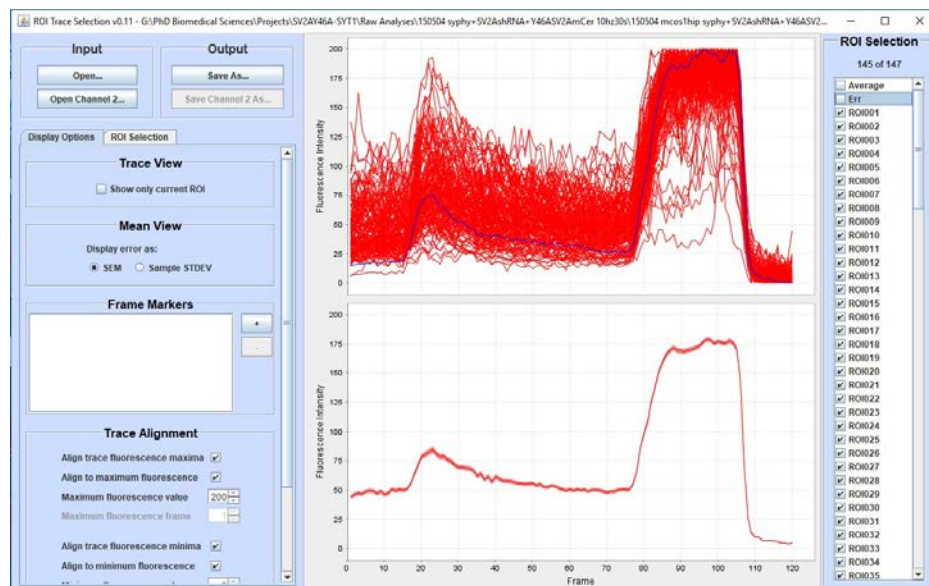 ROI Trace Selection v0.11 - G:\PhD Biomedical Sciences\Projects\SV2AY46A-SYT1\Raw Analyses\150504 syphy+SV2AshRNA+Y46ASV2AmCer 10hz30s\150504 mcos1hip syphy+SV2AshRNA+Y46ASV2...
Input
Output
Open...
Save As...
Open Channel 2...
Save Channel 2 As...
Display Options
ROI Selection
Trace View
Show only current ROI
Mean View
Display error as:
SEM
Sample STDEV
Frame Markers
+
-
Trace Alignment
Align trace fluorescence maxima
Align to maximum fluorescence
Maximum fluorescence value
200
Maximum fluorescence frame
Align trace fluorescence minima
Align to minimum fluorescence
200
175
150
125
100
75
50
25
0
Fluorescence Intensity
200
175
150
125
100
75
50
25
0
Fluorescence Intensity
0 10 20 30 40 50 60 70 80 90 100 110 120
Frame
ROI Selection
145 of 147
Average
Err
ROI001
ROI002
ROI003
ROI004
ROI005
ROI006
ROI007
ROI008
ROI009
ROI010
ROI011
ROI012
ROI013
ROI014
ROI015
ROI016
ROI017
ROI018
ROI019
ROI020
ROI021
ROI022
ROI023
ROI024
ROI025
ROI026
ROI027
ROI028
ROI029
ROI030
ROI031
ROI032
ROI033
ROI034
ROI035